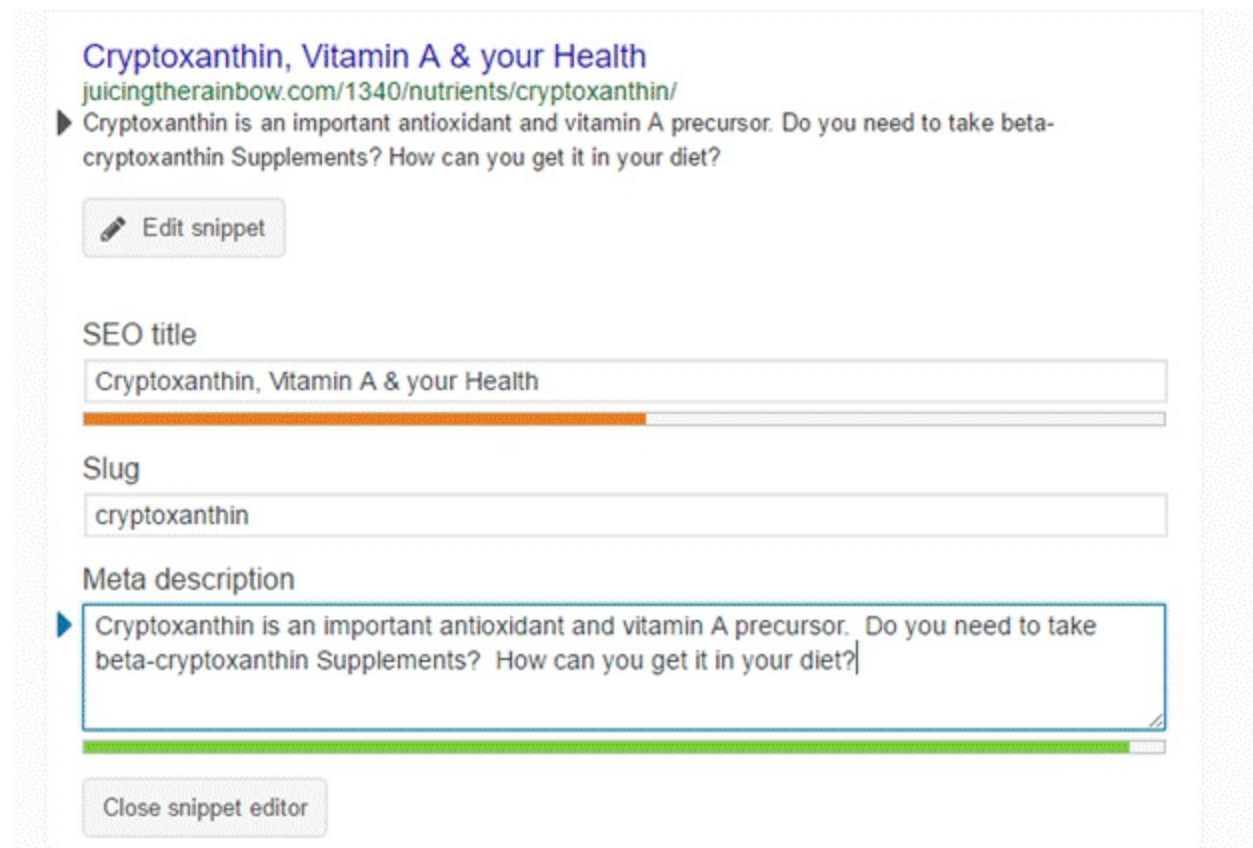 Cryptoxanthin, Vitamin A & your Health
juicingtherainbow.com/1340/nutrients/cryptoxanthin/
Cryptoxanthin is an important antioxidant and vitamin A precursor. Do you need to take beta-
cryptoxanthin Supplements? How can you get it in your diet?
Edit snippet
SEO title
Cryptoxanthin, Vitamin A & your Health
Slug
cryptoxanthin
Meta description
Cryptoxanthin is an important antioxidant and vitamin A precursor.  Do you need to take
beta-cryptoxanthin Supplements?  How can you get it in your diet?
Close snippet editor